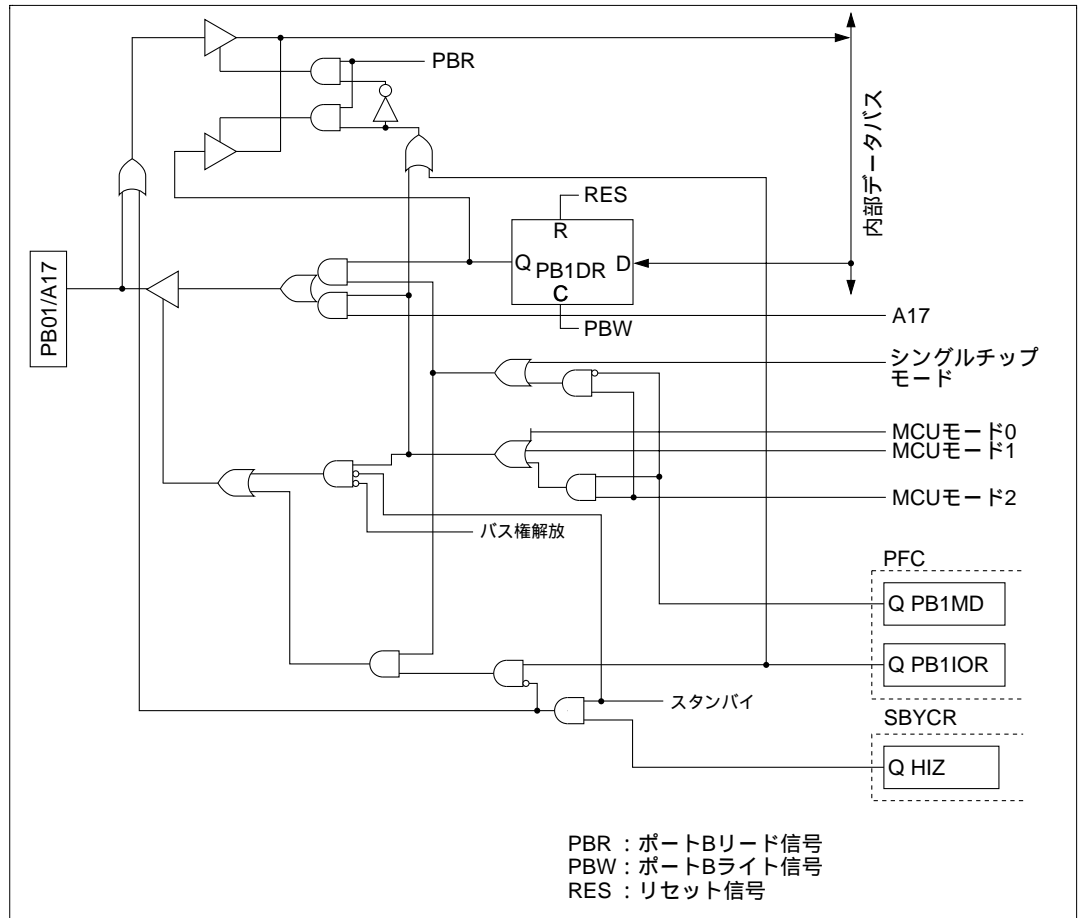 PBR
内部データバス
RES
R
Q
PB1DR
D
C
PBW
PB01/A17
A17
シングルチップ
モード
MCUモード0
MCUモード1
MCUモード2
バス権解放
PFC
Q PB1MD
Q PB1IOR
スタンバイ
SBYCR
Q HIZ
PBR : ポートBリード信号
PBW : ポートBライト信号
RES : リセット信号